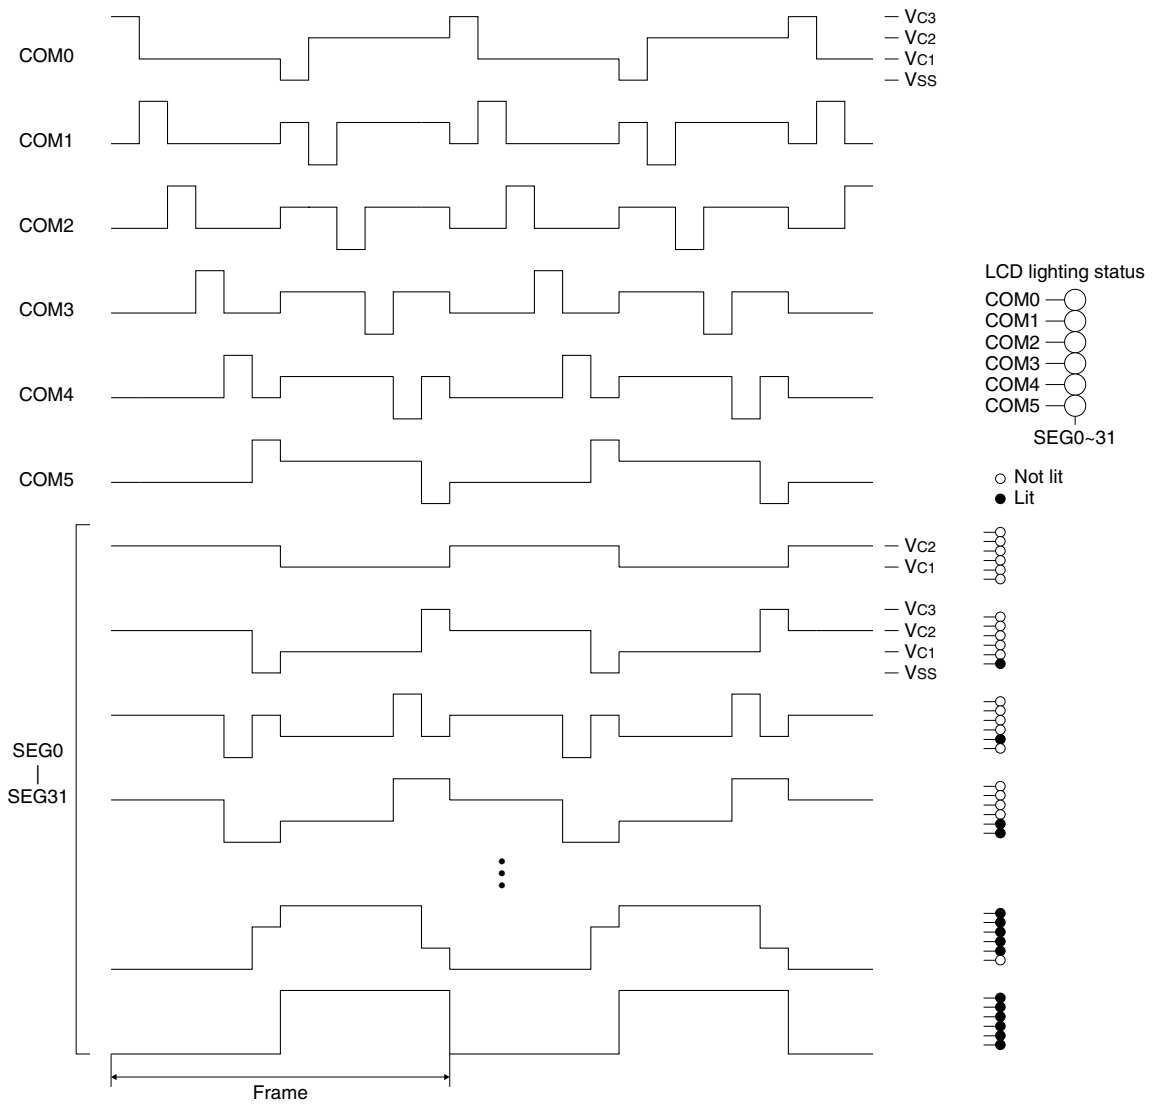 COM0
VC3
VC2
VC1
VSS
COM1
COM2
COM3
COM4
COM5
LCD lighting status
COM0
COM1
COM2
COM3
COM4
COM5
SEG0~31
Not lit
Lit
VC2
VC1
VC3
VC2
VC1
VSS
SEG0
SEG31
Frame